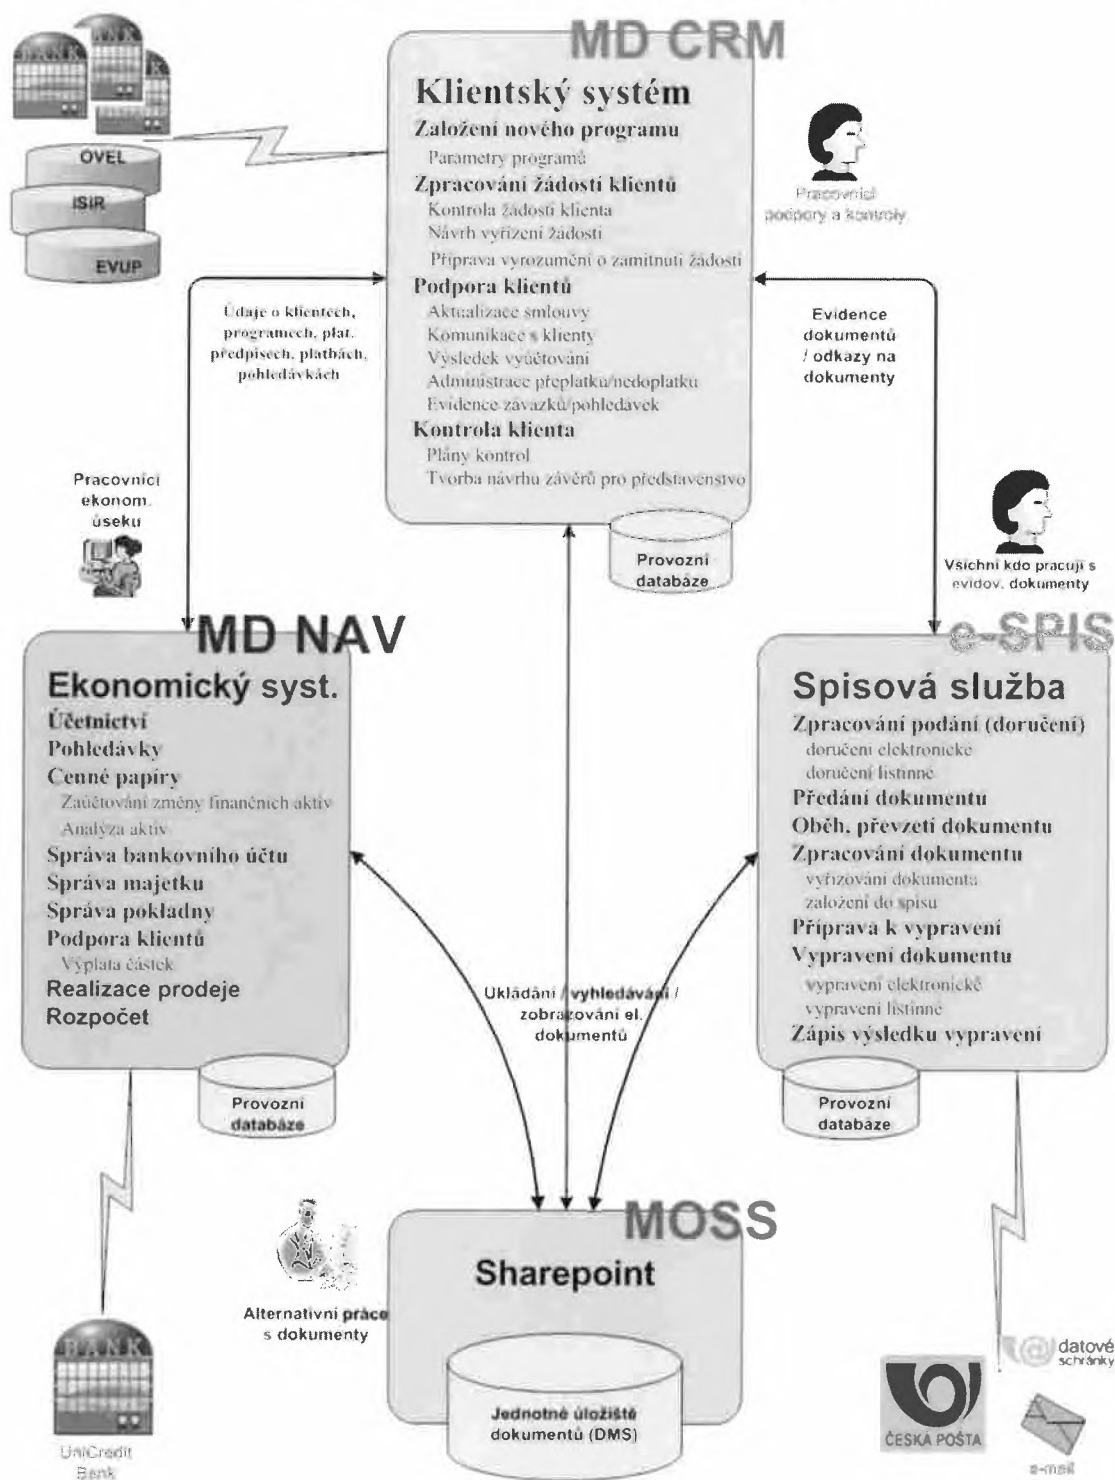 MD CRM
BANK
BANK
Klientský systém
Založení nového programu
Parametry programů
Zpracování žádostí klientů
Kontrola žádostí klienta
Návrh vyřízení žádostí
Příprava vyrozumění o zamítnutí žádosti
Podpora klientů
Aktualizace smlouvy
Komunikace s klienty
Výsledek vyúčtování
Administrace přeplatku/nedoplatku
Evidence závazků/pohledávek
Kontrola klienta
Plány kontrol
Tvorba návrhu závěrů pro představenstvo
Provozní
databáze
OVEL
ISIR
EVUP
Pracovníci
podpory a kontroly
Údaje o klientech,
programech, plat.
předpisech, platbách,
pohledávkách
Evidence
dokumentů
/ odkazy na
dokumenty
Pracovníci
ekonom.
úseku
Všichni kdo pracují s
evidov. dokumenty
MD NAV
Ekonomický syst.
Účetnictví
Pohledávky
Cenné papíry
Zaúčtování změny finančních aktiv
Analýza aktiv
Správa bankovního účtu
Správa majetku
Správa pokladny
Podpora klientů
Výplata částek
Realizace prodeje
Rozpočet
Provozní
databáze
e-SPIS
Spisová služba
Zpracování podání (doručení)
doručení elektronické
doručení listinné
Předání dokumentu
Oběh, převzetí dokumentu
Zpracování dokumentu
vyřizování dokumenta
založení do spisu
Příprava k vypravení
Vypravení dokumentu
vypravení elektronické
vypravení listinné
Zápis výsledku vypravení
Provozní
databáze
Ukládání / vyhledávání /
zobrazování el.
dokumentů
MOSS
Sharepoint
Jednotné úložiště
dokumentů (DMS)
Alternativní práce
s dokumenty
BANK
UniCredit
Bank
ČESKÁ POŠTA
datové
schránky
e-mail